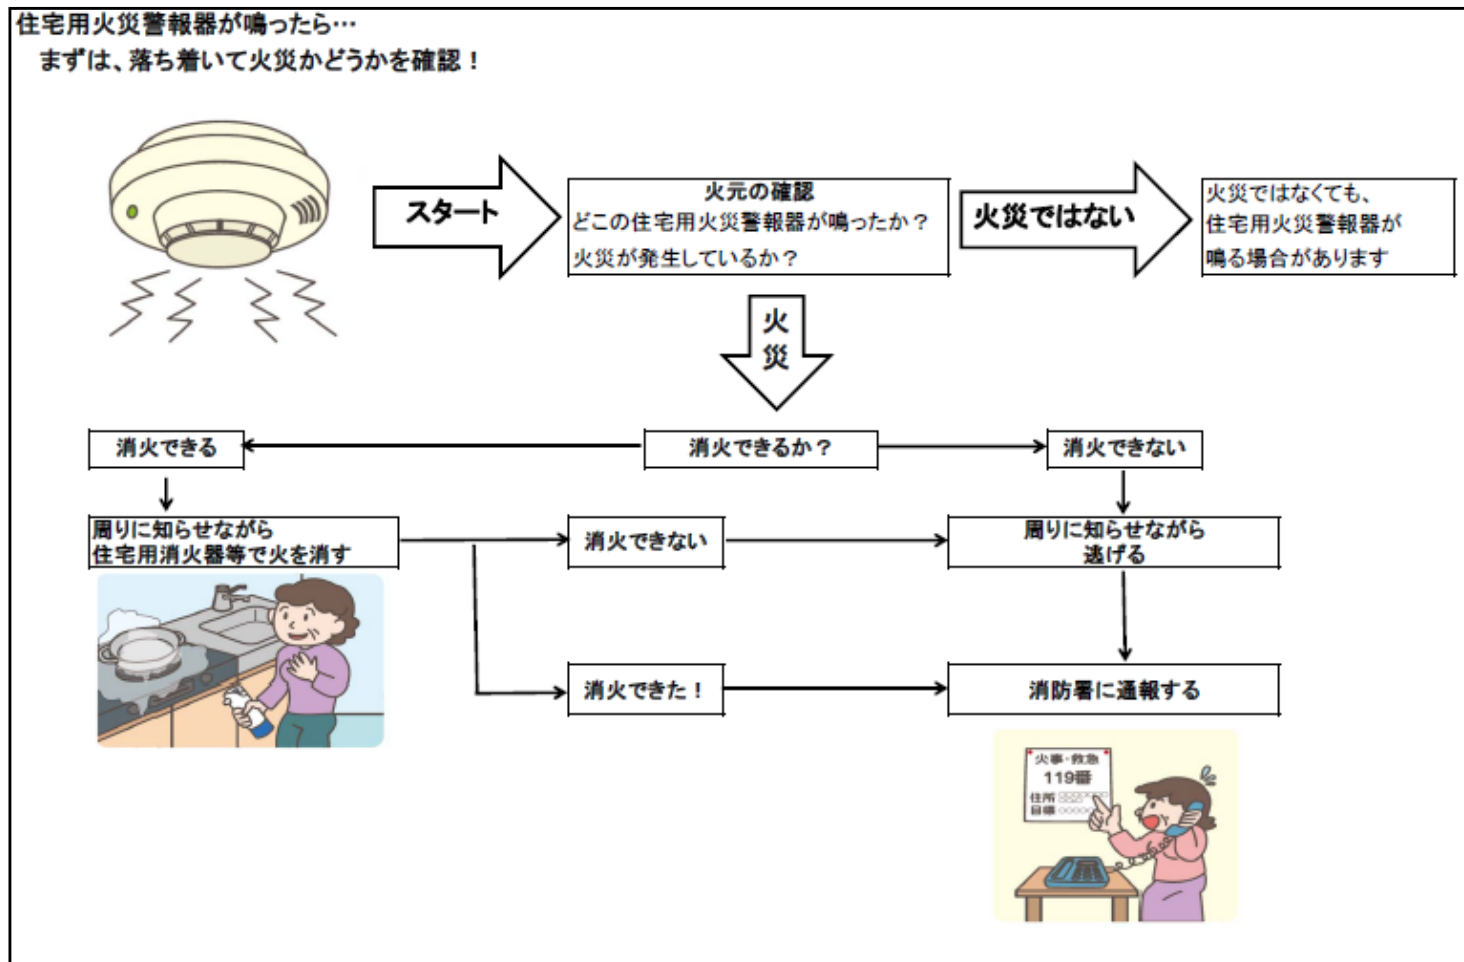 住宅用火災警報器が鳴ったら…
まずは、落ち着いて火災かどうかを確認！
スタート
火元の確認
どこの住宅用火災警報器が鳴ったか？
火災が発生しているか？
火災ではない
火災ではなくても、
住宅用火災警報器が
鳴る場合があります
火
災
消火できる
消火できるか？
消火できない
周りに知らせながら
住宅用消火器等で火を消す
消火できない
周りに知らせながら
逃げる
消火できた！
消防署に通報する
火事・救急
119番
住所
目標